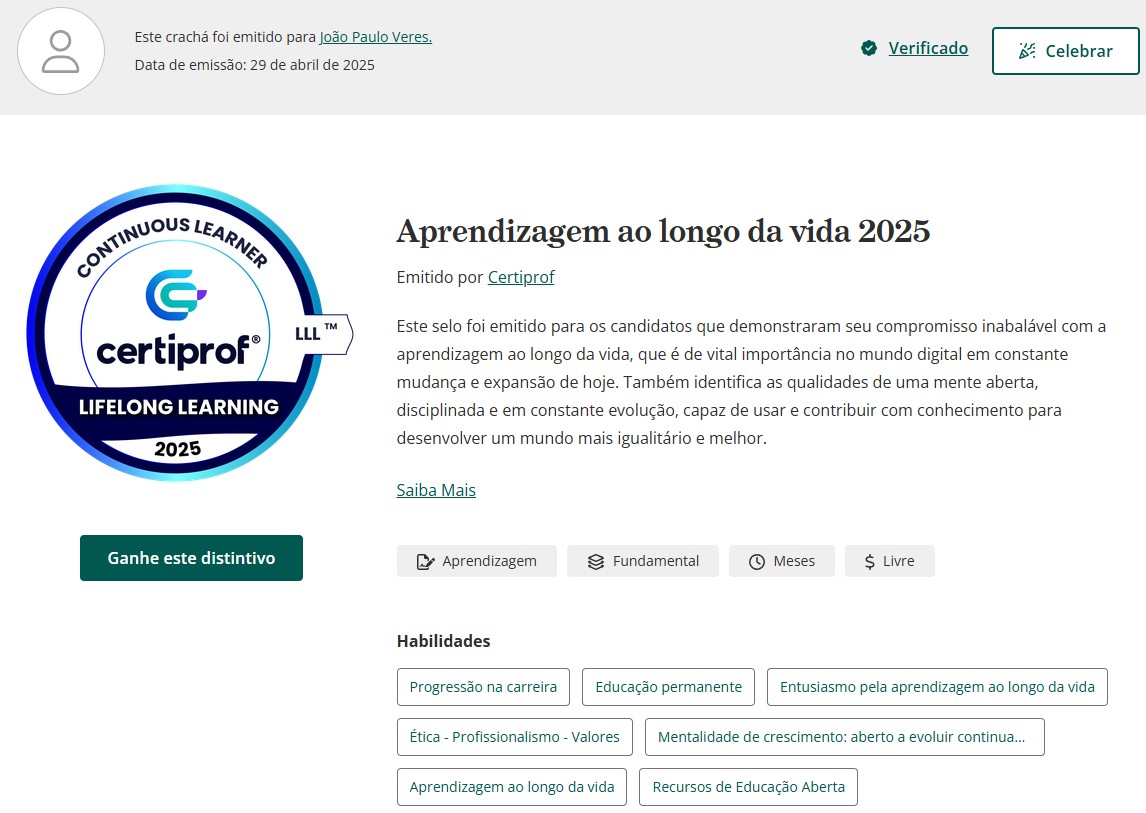 Este crachá foi emitido para João Paulo Veres.
Data de emissão: 29 de abril de 2025
Verificado
Celebrar
CONTINUOUS LEARNER
certiprof®
LLL ™
LIFELONG LEARNING
2025
Ganhe este distintivo
Aprendizagem ao longo da vida 2025
Emitido por Certiprof
Este selo foi emitido para os candidatos que demonstraram seu compromisso inabalável com a
aprendizagem ao longo da vida, que é de vital importância no mundo digital em constante
mudança e expansão de hoje. Também identifica as qualidades de uma mente aberta,
disciplinada e em constante evolução, capaz de usar e contribuir com conhecimento para
desenvolver um mundo mais igualitário e melhor.
Saiba Mais
Aprendizagem
Fundamental
Meses
Livre
Habilidades
Progressão na carreira
Educação permanente
Entusiasmo pela aprendizagem ao longo da vida
Ética - Profissionalismo - Valores
Mentalidade de crescimento: aberto a evoluir continua...
Aprendizagem ao longo da vida
Recursos de Educação Aberta